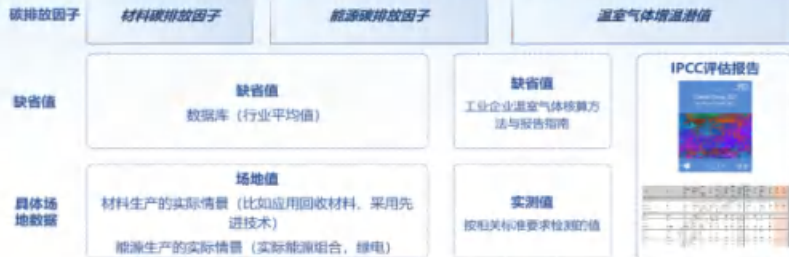 碳排放因子
材料碳排放因子
能源碳排放因子
温室气体增温潜值
缺省值
缺省值
数据库（行业平均值）
缺省值
工业企业温室气体核算方
法与报告指南
IPCC评估报告
具体场
地数据
场地值
材料生产的实际情景（比如应用回收材料、采用先
进技术）
能源生产的实际情景（实际能源组合，绿电）
实测值
按相关标准要求检测的值